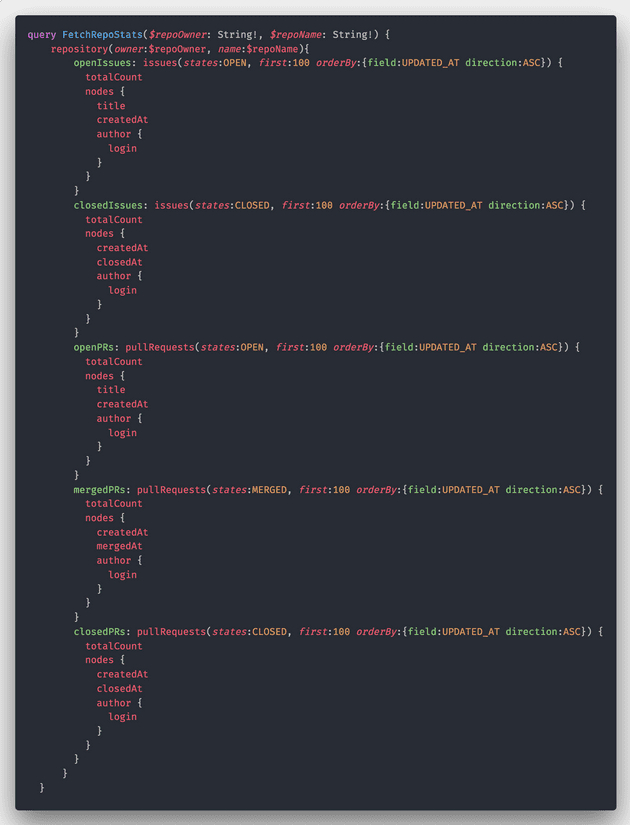 query FetchRepoStats($repoOwner: String!, $repoName: String!) {
repository(owner:$repoOwner, name:$repoName){
openIssues: issues(states:OPEN, first:100 orderBy:{field:UPDATED_AT direction:ASC}) {
totalCount
nodes {
title
createdAt
author {
login
}
}
}
closedIssues: issues(states:CLOSED, first:100 orderBy:{field:UPDATED_AT direction:ASC}) {
totalCount
nodes {
createdAt
closedAt
author {
login
}
}
}
openPRs: pullRequests(states:OPEN, first:100 orderBy:{field:UPDATED_AT direction:ASC}) {
totalCount
nodes {
title
createdAt
author {
login
}
}
}
mergedPRs: pullRequests(states:MERGED, first:100 orderBy:{field:UPDATED_AT direction:ASC}) {
totalCount
nodes {
createdAt
mergedAt
author {
login
}
}
}
closedPRs: pullRequests(states:CLOSED, first:100 orderBy:{field:UPDATED_AT direction:ASC}) {
totalCount
nodes {
createdAt
closedAt
author {
login
}
}
}
}
}